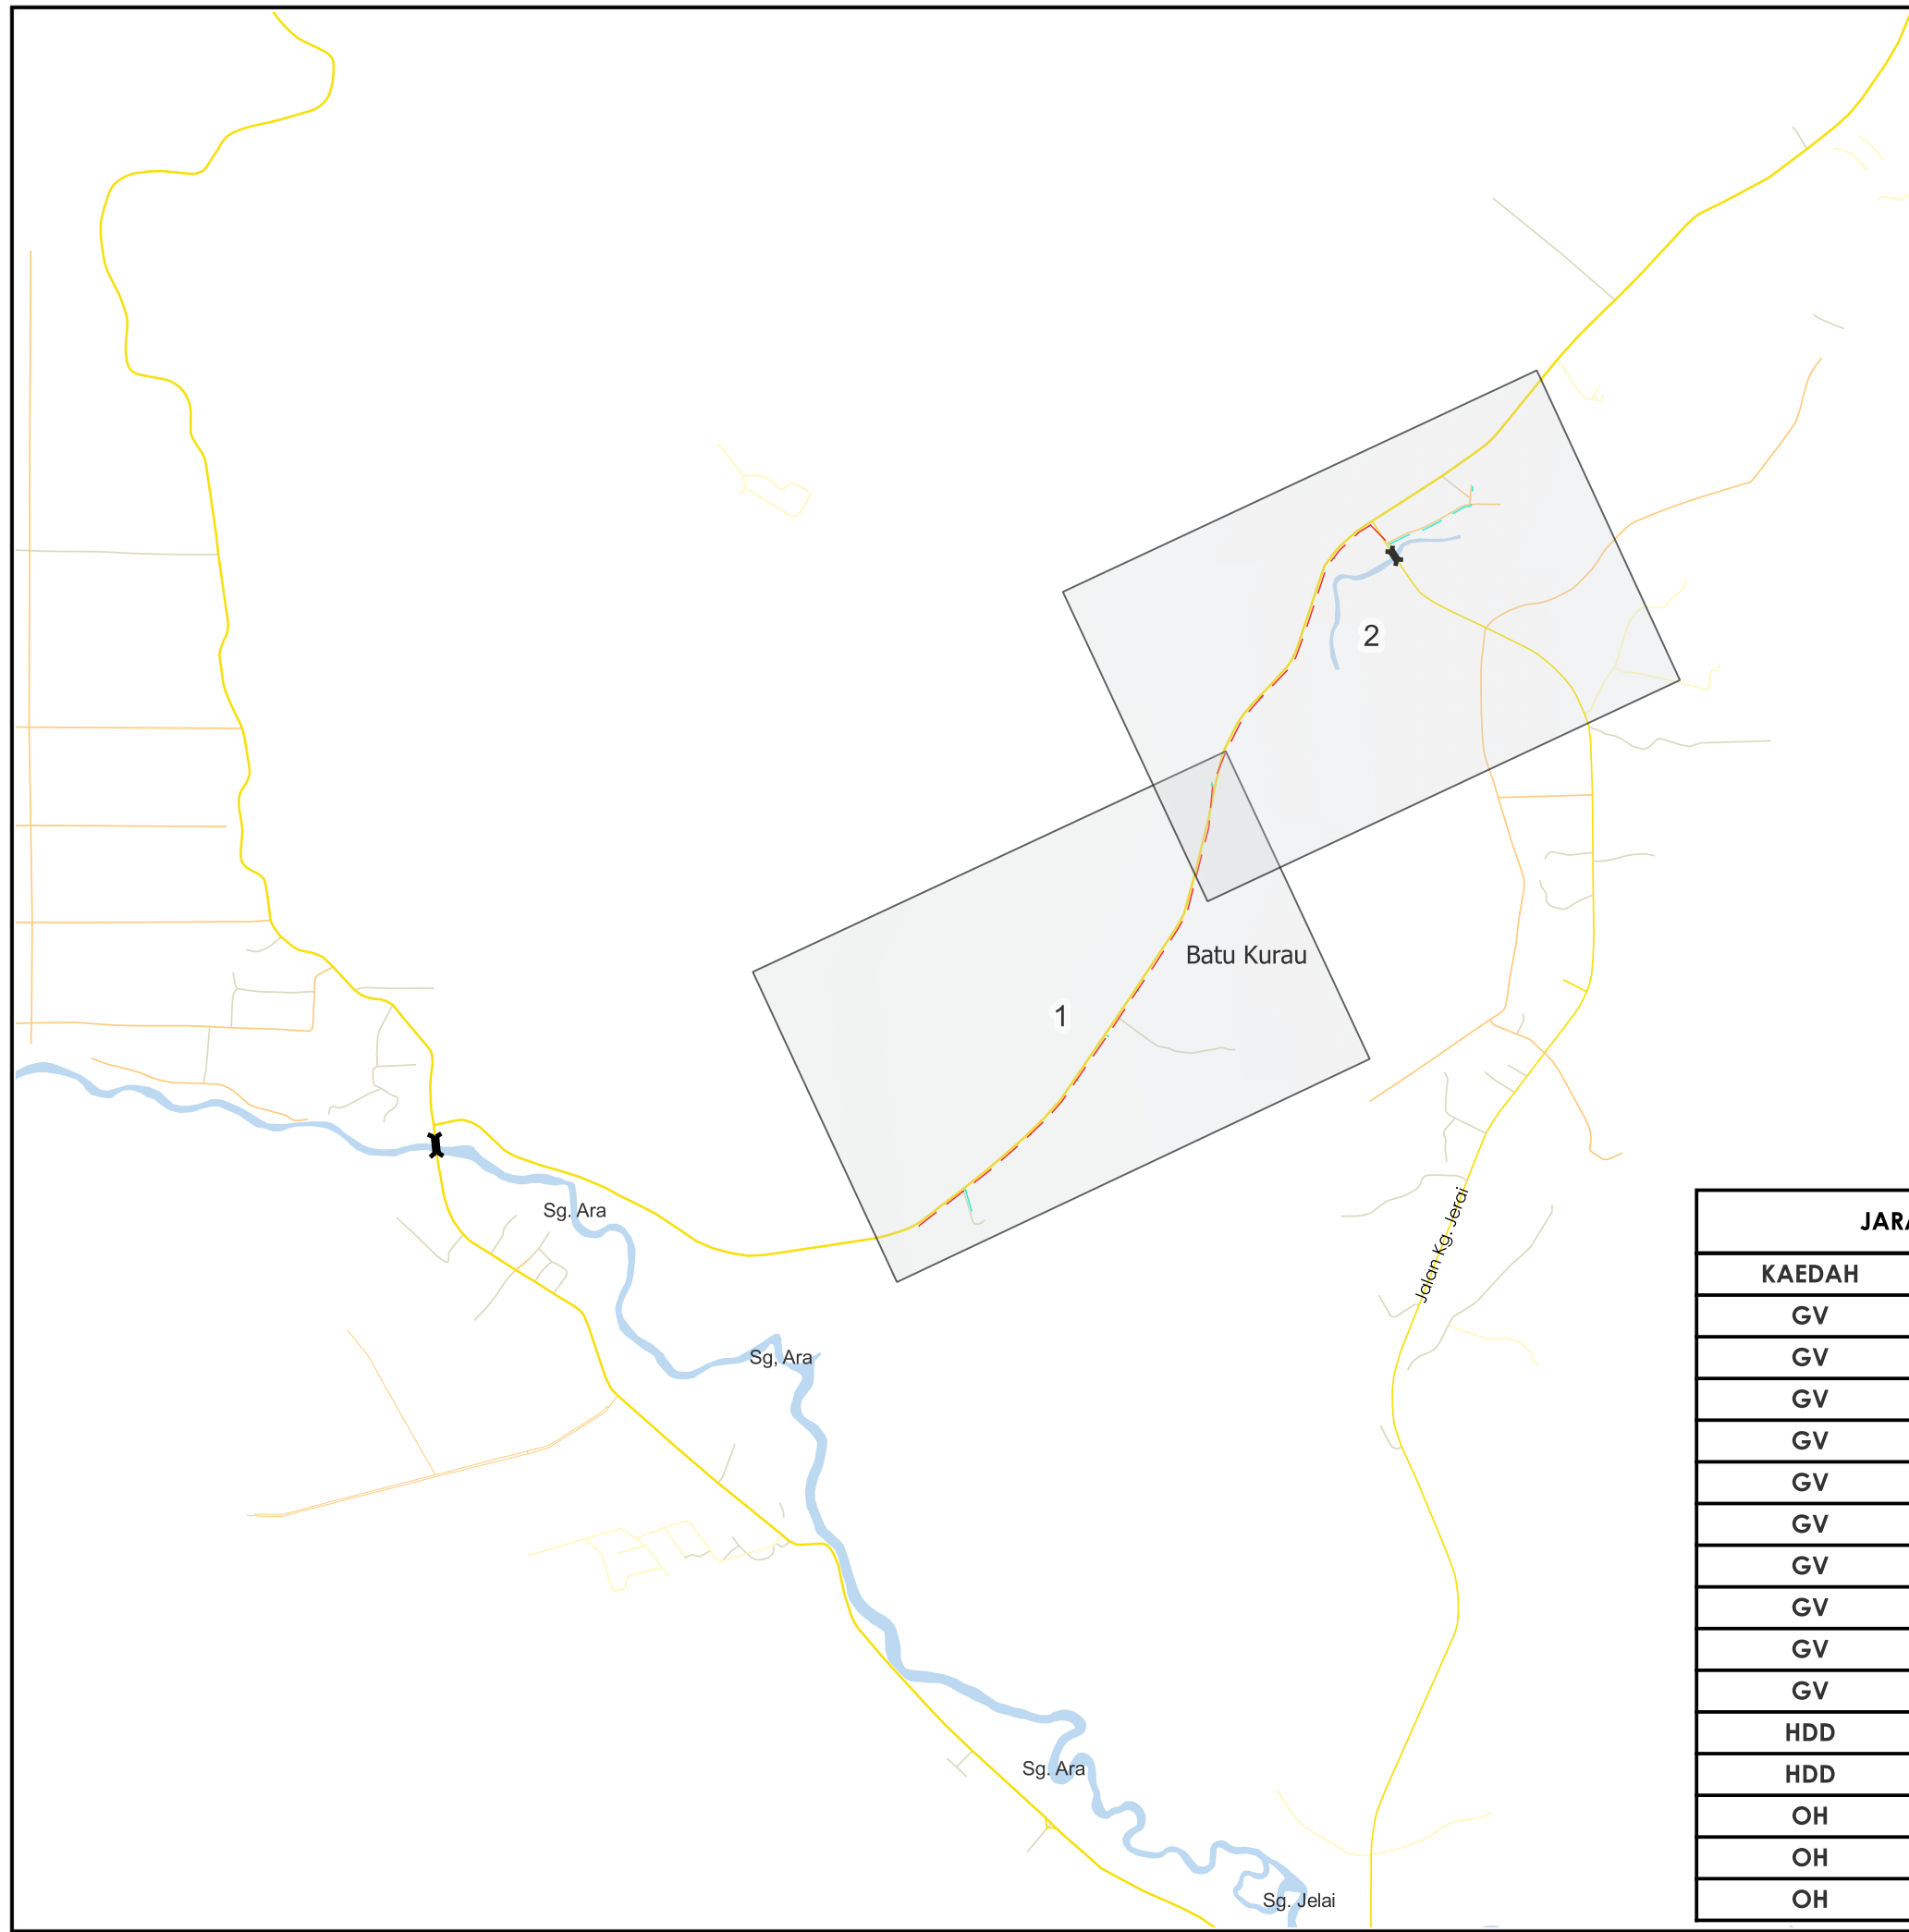 2
Batu Kurau
1
Sg. Ara
Jalan Kg. Jerai
Sg, Ara
Sg. Ara
Sg. Jelai
KAEDAH
GV
GV
GV
GV
GV
GV
GV
GV
GV
GV
HDD
HDD
OH
OH
OH